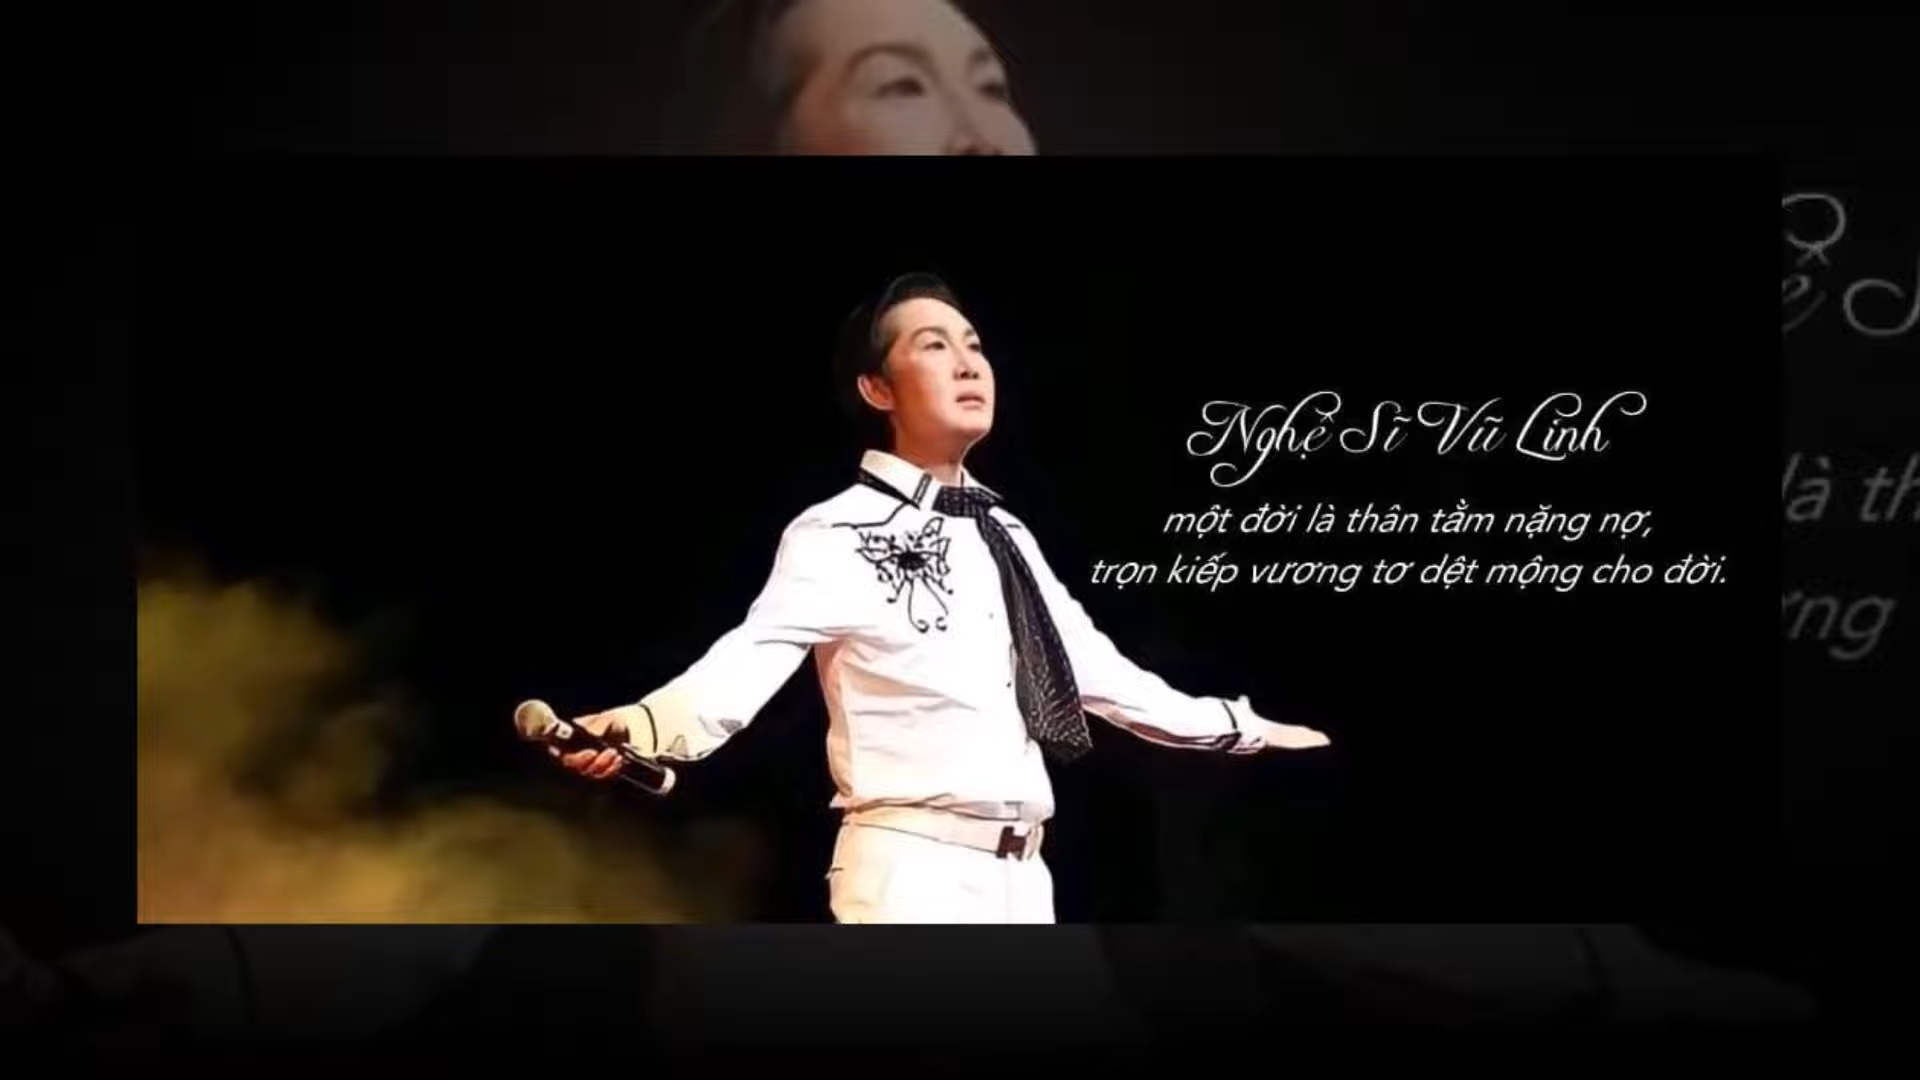 Nghệ Sĩ Vũ Linh
một đời là thân tằm nặng nợ,
trọn kiếp vương tơ dệt mộng cho đời.